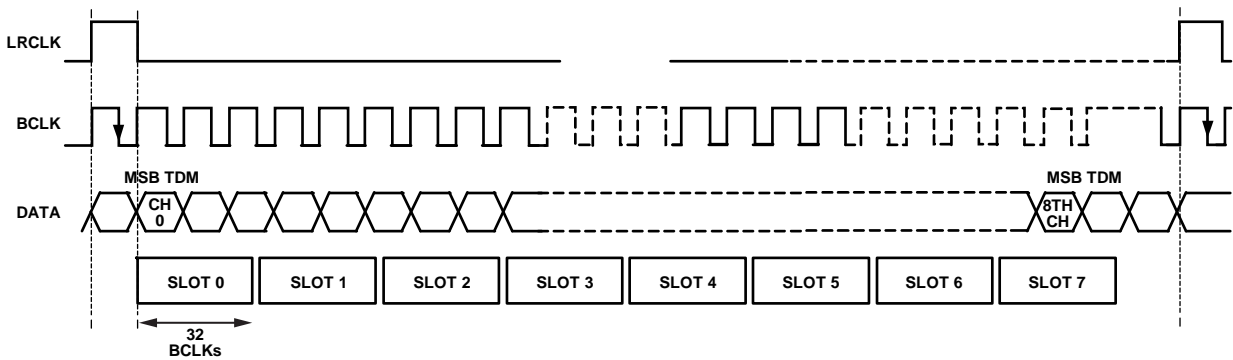 LRCLK
BCLK
MSB TDM
MSB TDM
DATA
CH
0
8TH
CH
SLOT 0
SLOT 1
SLOT 2
SLOT 3
SLOT 4
SLOT 5
SLOT 6
SLOT 7
32
BCLKs